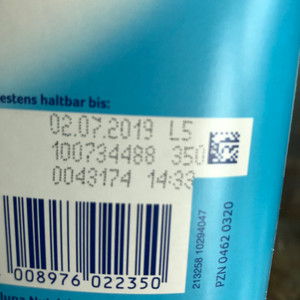 estens haltbar bis:
02.07.2019 L5
100734488 350
0043174 14:33
008976 022350
213258 10294047
PZN 0462 0320